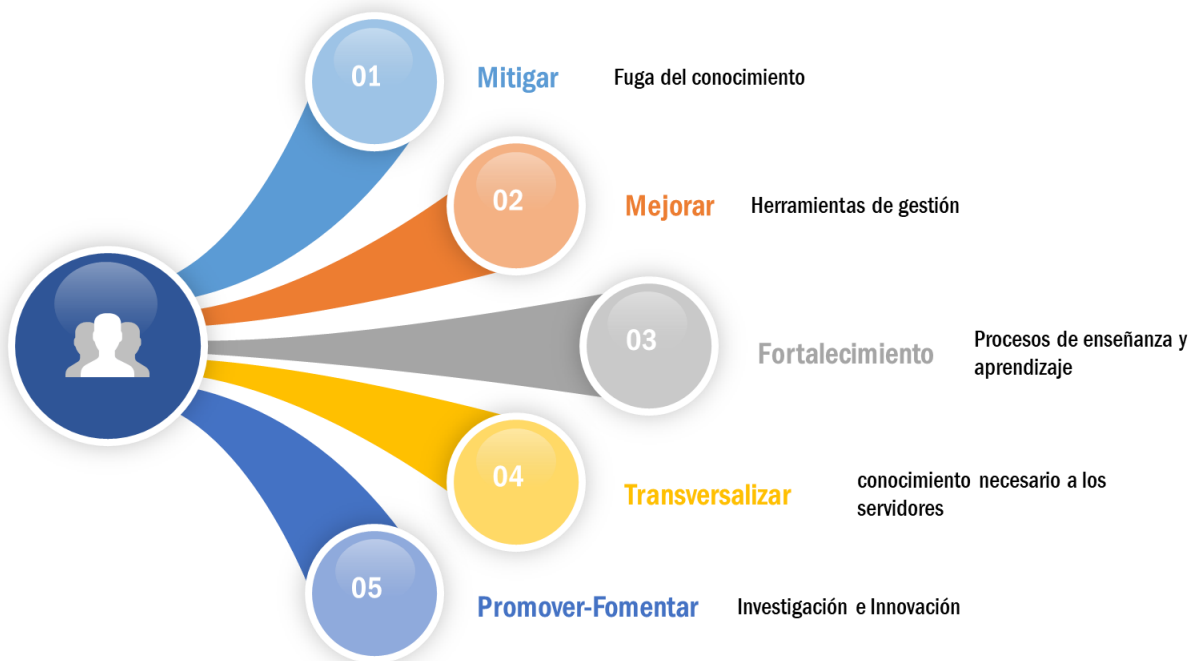 01
Mitigar
Fuga del conocimiento
02
Mejorar
Herramientas de gestión
03
Fortalecimiento
Procesos de enseñanza y
aprendizaje
04
Transversalizar
conocimiento necesario a los
servidores
05
Promover-Fomentar
Investigación e Innovación